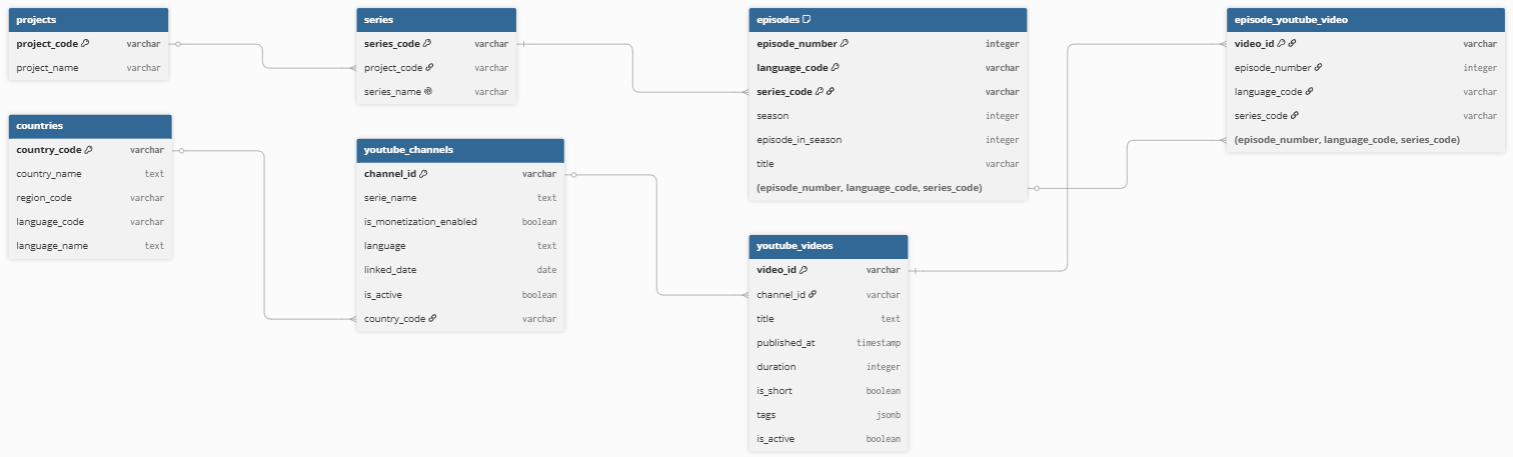 projects
project_code varchar
project_name varchar
countries
country_code varchar
country_name text
region_code varchar
language_code varchar
language_name text
series
series_code varchar
project_code varchar
series_name varchar
youtube_channels
channel_id varchar
serie_name text
is_monetization_enabled boolean
language text
linked_date date
is_active boolean
country_code varchar
episodes
episode_number integer
language_code varchar
series_code varchar
season integer
episode_in_season integer
title varchar
(episode_number, language_code, series_code)
youtube_videos
video_id varchar
channel_id varchar
title text
published_at timestamp
duration integer
is_short boolean
tags jsonb
is_active boolean
episode_youtube_video
video_id varchar
episode_number integer
language_code varchar
series_code varchar
(episode_number, language_code, series_code)